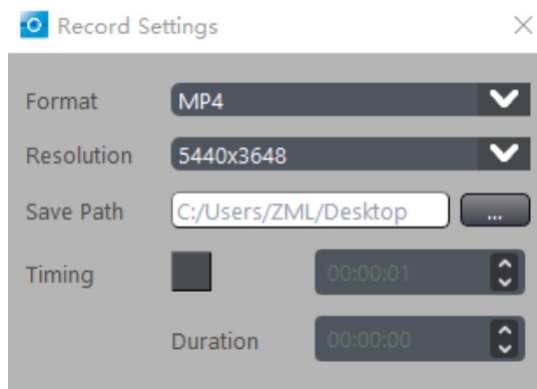 Record Settings
Format MP4
Resolution 5440x3648
Save Path C:/Users/ZML/Desktop ...
Timing 00:00:01
Duration 00:00:00